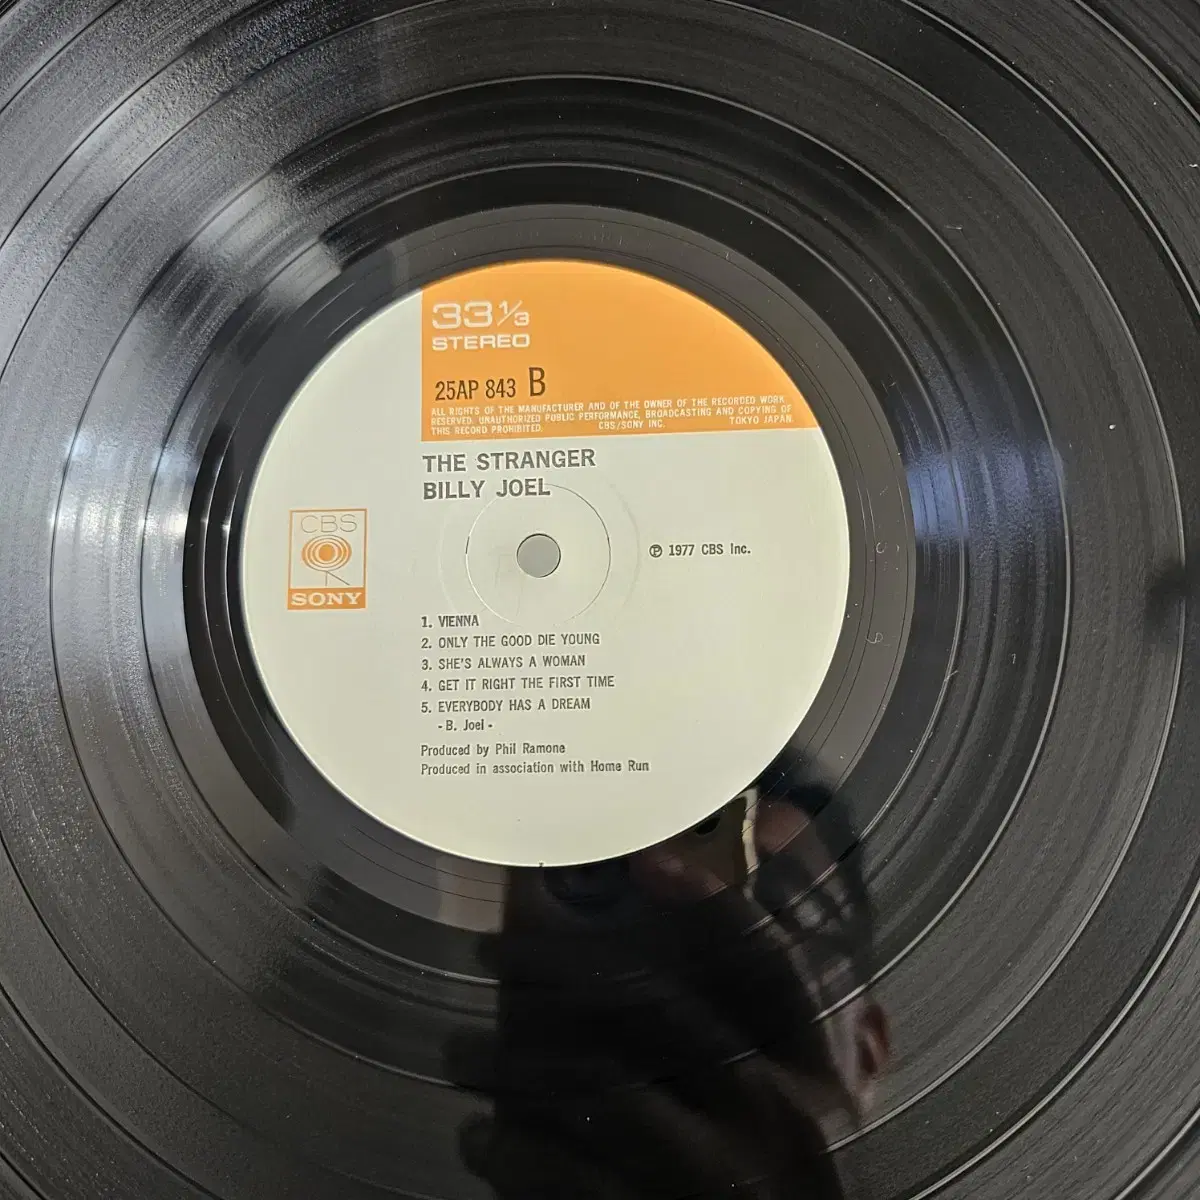 33 1/3
STEREO
25AP 843 B
ALL RIGHTS OF THE MANUFACTURER AND OF THE OWNER OF THE RECORDED WORK
RESERVED. UNAUTHORIZED PUBLIC PERFORMANCE, BROADCASTING AND COPYING OF
THIS RECORD PROHIBITED. CBS/SONY INC. TOKYO JAPAN.
THE STRANGER
BILLY JOEL
CBS
SONY
℗ 1977 CBS Inc.
1. VIENNA
2. ONLY THE GOOD DIE YOUNG
3. SHE'S ALWAYS A WOMAN
4. GET IT RIGHT THE FIRST TIME
5. EVERYBODY HAS A DREAM
- B. Joel -
Produced by Phil Ramone
Produced in association with Home Run